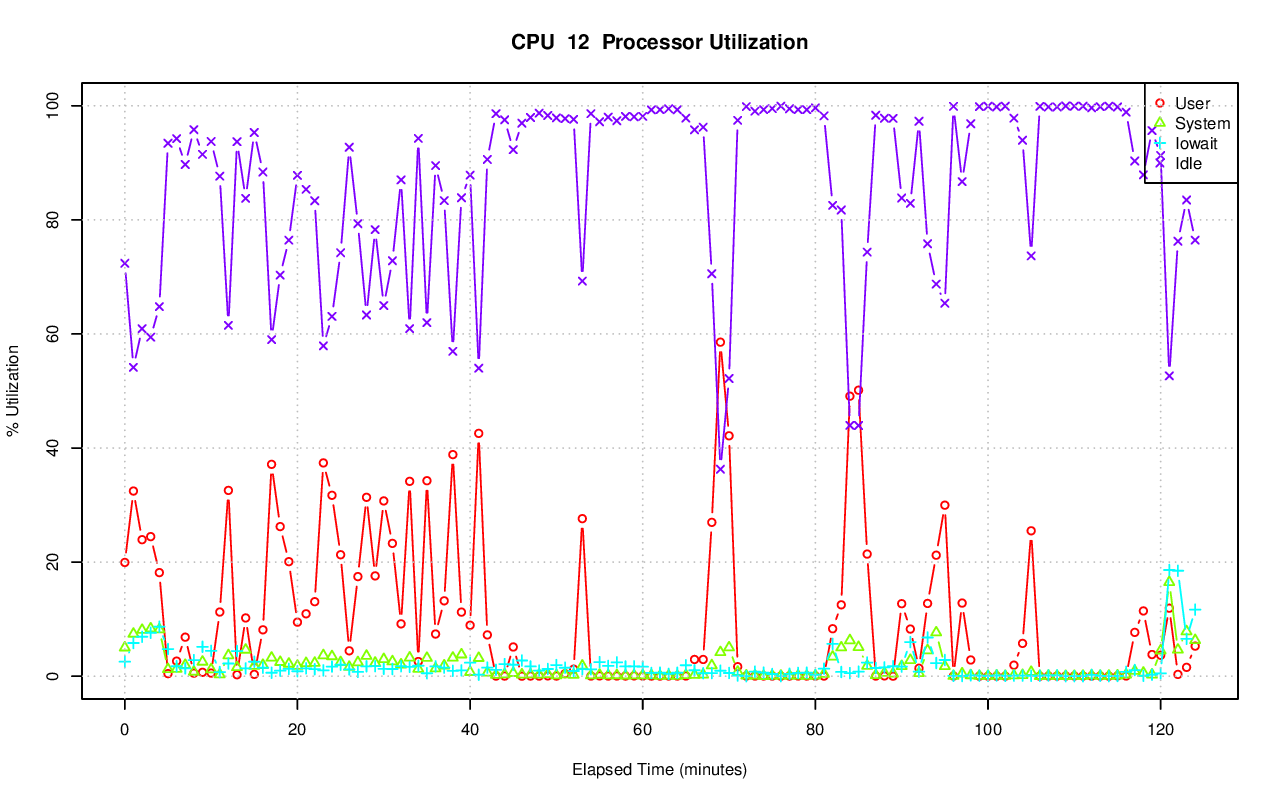 CPU  12  Processor Utilization
100
80
60
40
20
0
% Utilization
User
System
Iowait
Idle
0
20
40
60
80
100
120
Elapsed Time (minutes)